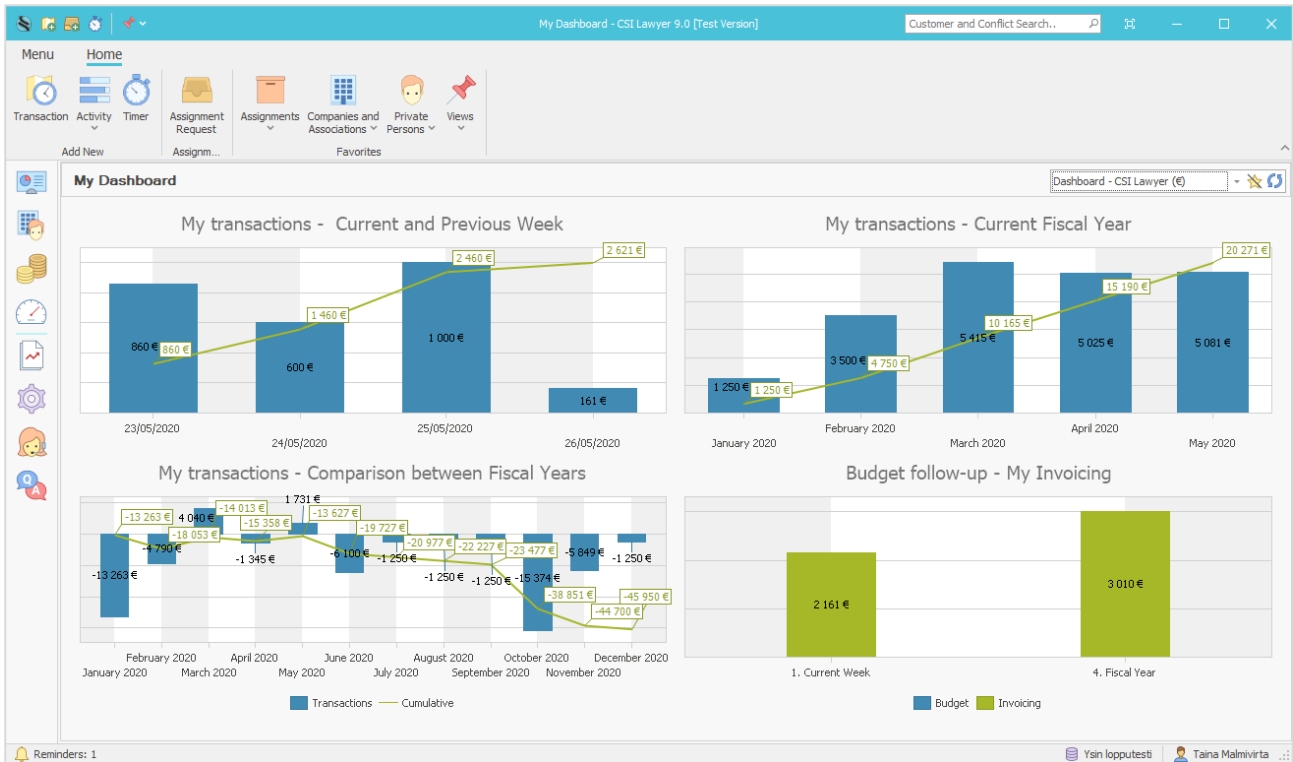 My Dashboard - CSI Lawyer 9.0 [Test Version]
Customer and Conflict Search..
Menu
Home
Transaction
Activity
Timer
Assignment Request
Assignments
Companies and Associations
Private Persons
Views
Add New
Assignm...
Favorites
My Dashboard
Dashboard - CSI Lawyer (€)
My transactions - Current and Previous Week
2 621 €
2 460 €
1 460 €
860 €
860 €
1 000 €
600 €
161 €
23/05/2020
24/05/2020
25/05/2020
26/05/2020
My transactions - Current Fiscal Year
20 271 €
15 190 €
10 165 €
5 415 €
5 025 €
5 081 €
3 500 €
4 750 €
1 250 €
1 250 €
January 2020
February 2020
March 2020
April 2020
May 2020
My transactions - Comparison between Fiscal Years
1 731 €
-14 013 €
-13 627 €
-13 263 €
4 040 €
-15 358 €
-19 727 €
-18 053 €
-20 977 €
-22 227 €
-23 477 €
-4 790 €
-1 345 €
-6 100 €
-1 250 €
-5 849 €
-1 250 €
-13 263 €
-1 250 €
-1 250 €
-15 374 €
-38 851 €
-45 950 €
-44 700 €
February 2020
April 2020
June 2020
August 2020
October 2020
December 2020
January 2020
March 2020
May 2020
July 2020
September 2020
November 2020
Transactions
Cumulative
Budget follow-up - My Invoicing
3 010 €
2 161 €
1. Current Week
4. Fiscal Year
Budget
Invoicing
Q
A
Reminders: 1
Ysin lopputesti
Taina Malmivirta